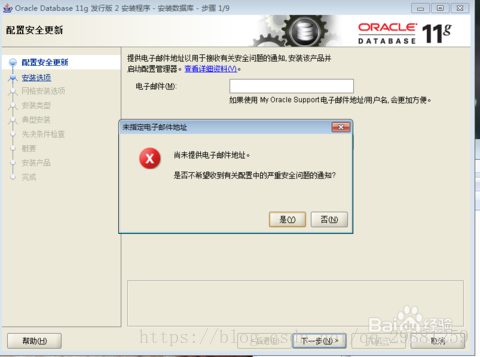 Oracle Database 11g 发行版 2 安装程序 - 安装数据库 - 步骤 1/9
配置安全更新
ORACLE
DATABASE 11g
配置安全更新
安装选项
网格安装选项
安装类型
典型安装
先决条件检查
概要
安装产品
完成
提供电子邮件地址以用于接收有关安全问题的通知, 安装该产品并
启动配置管理器。查看详细资料(V)。
电子邮件(M):
如果使用 My Oracle Support 电子邮件地址/用户名, 会更加方便。
未指定电子邮件地址
尚未提供电子邮件地址。
是否不希望收到有关配置中的严重安全问题的通知?
是(Y)
否(N)
Baidu 经验
帮助(H)
下一步(N) >
取消